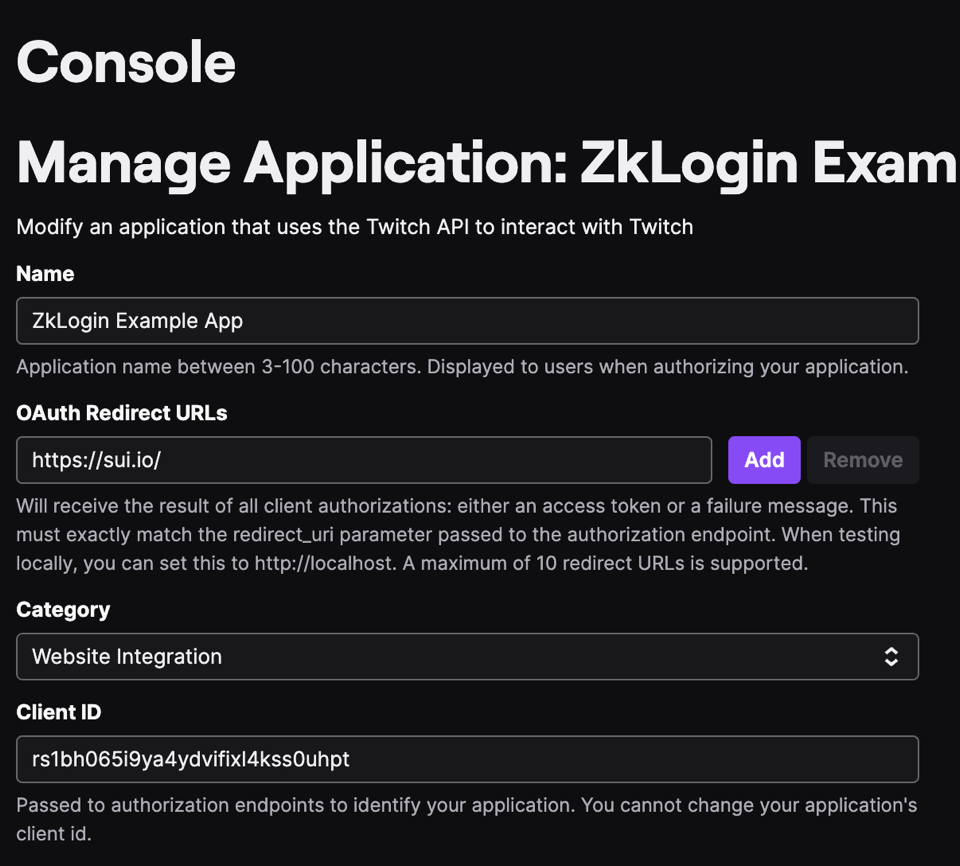 Console
Manage Application: ZkLogin Exam
Modify an application that uses the Twitch API to interact with Twitch
Name
ZkLogin Example App
Application name between 3-100 characters. Displayed to users when authorizing your application.
OAuth Redirect URLs
https://sui.io/
Add
Remove
Will receive the result of all client authorizations: either an access token or a failure message. This
must exactly match the redirect_uri parameter passed to the authorization endpoint. When testing
locally, you can set this to http://localhost. A maximum of 10 redirect URLs is supported.
Category
Website Integration
Client ID
rs1bh065i9ya4ydvifixl4kss0uhpt
Passed to authorization endpoints to identify your application. You cannot change your application's
client id.